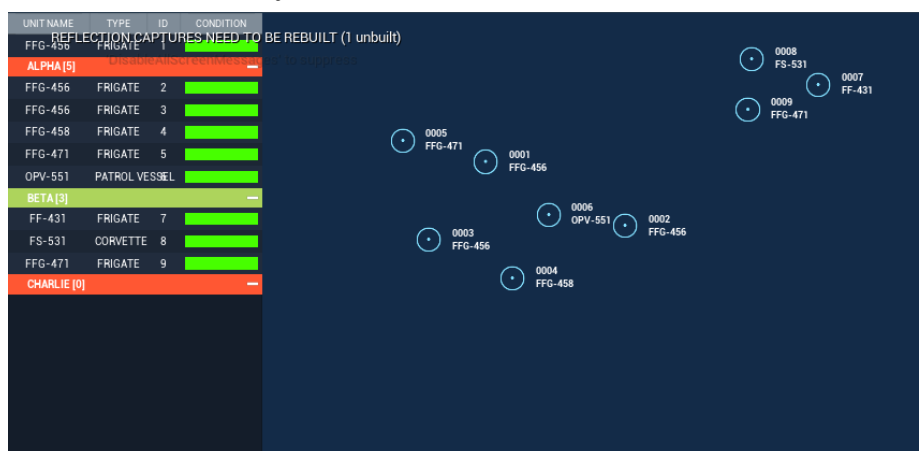 UNIT NAME TYPE ID CONDITION
REFLECTION CAPTURES NEED TO BE REBUILT (1 unbuilt)
FFG-456 FRIGATE 1
DisableAllScreenMessages to suppress
ALPHA [5]
FFG-456 FRIGATE 2
FFG-456 FRIGATE 3
FFG-458 FRIGATE 4
FFG-471 FRIGATE 5
OPV-551 PATROL VESSEL 6
BETA [3]
FF-431 FRIGATE 7
FS-531 CORVETTE 8
FFG-471 FRIGATE 9
CHARLIE [0]
0008
FS-531
0007
FF-431
0009
FFG-471
0005
FFG-471
0001
FFG-456
0006
OPV-551
0002
FFG-456
0003
FFG-456
0004
FFG-458